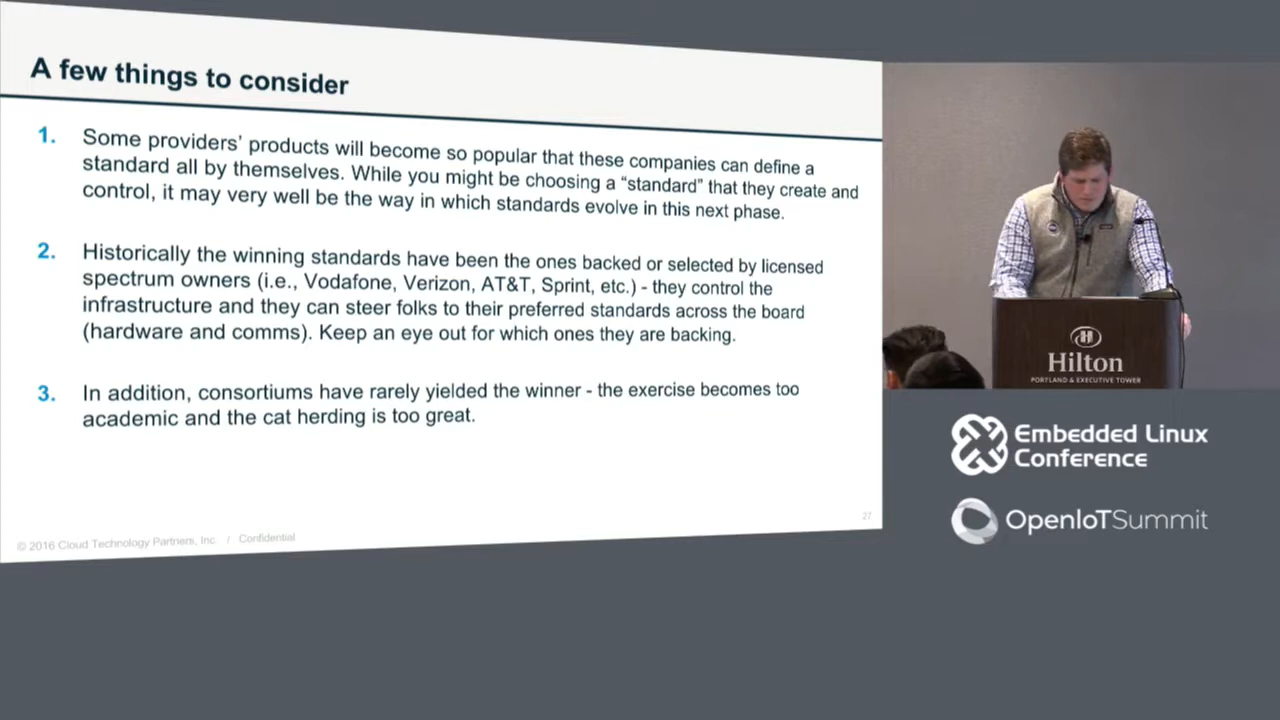 A few things to consider
1. Some providers' products will become so popular that these companies can define a
standard all by themselves. While you might be choosing a “standard” that they create and
control, it may very well be the way in which standards evolve in this next phase.
2. Historically the winning standards have been the ones backed or selected by licensed
spectrum owners (i.e., Vodafone, Verizon, AT&T, Sprint, etc.) - they control the
infrastructure and they can steer folks to their preferred standards across the board
(hardware and comms). Keep an eye out for which ones they are backing.
3. In addition, consortiums have rarely yielded the winner - the exercise becomes too
academic and the cat herding is too great.
27
© 2016 Cloud Technology Partners, Inc. / Confidential
H
Hilton
PORTLAND & EXECUTIVE TOWER
Embedded Linux
Conference
OpenIoTSummit